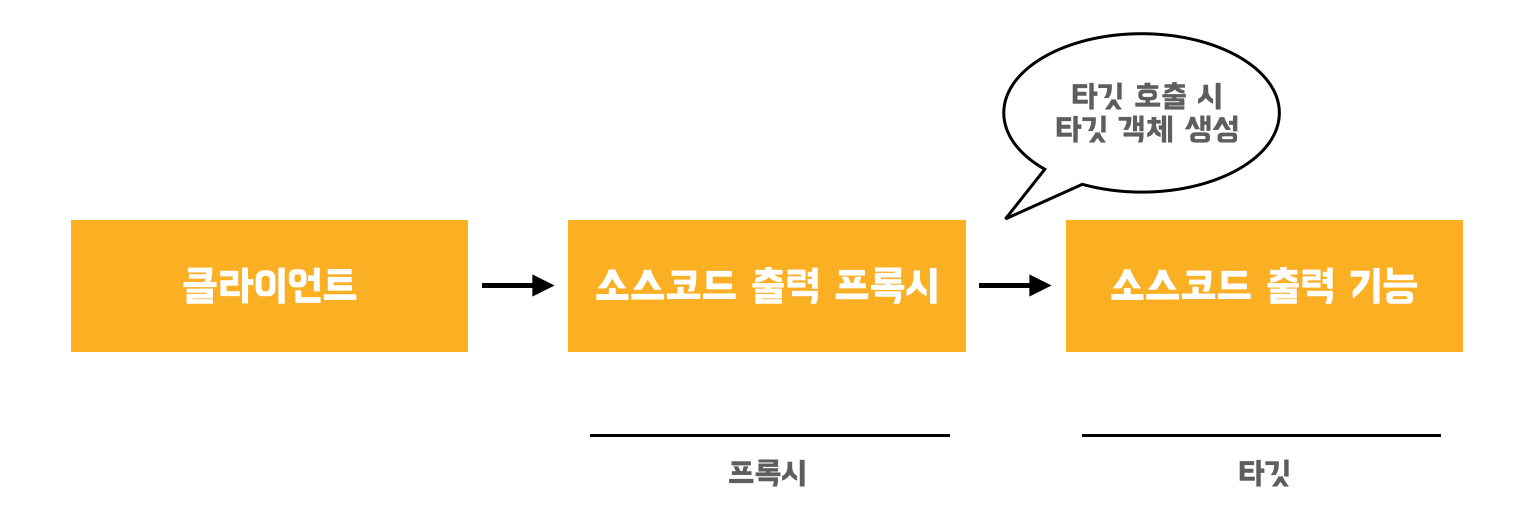 타깃 호출 시
타깃 객체 생성
클라이언트
소스코드 출력 프록시
소스코드 출력 기능
프록시
타깃